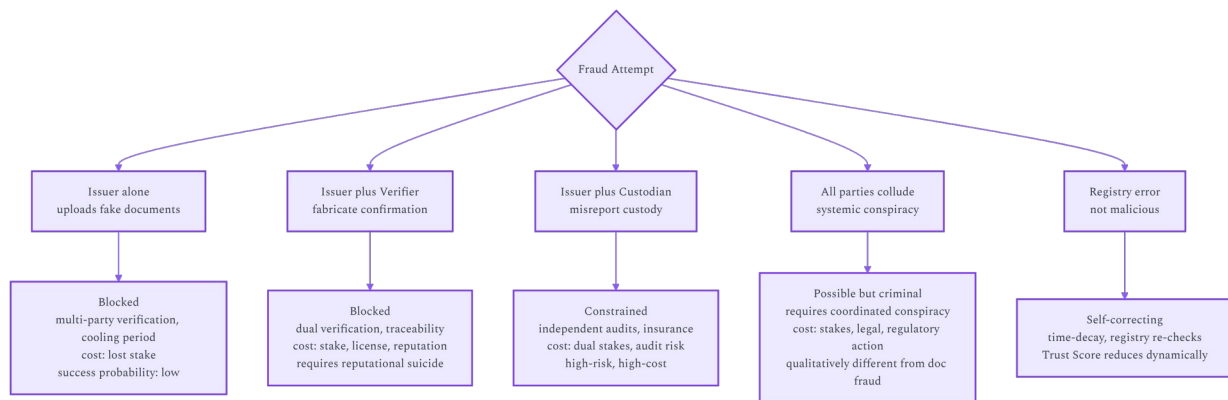 Fraud Attempt
Issuer alone
uploads fake documents
Issuer plus Verifier
fabricate confirmation
Issuer plus Custodian
misreport custody
All parties collude
systemic conspiracy
Registry error
not malicious
Blocked
multi-party verification,
cooling period
cost: lost stake
success probability: low
Blocked
dual verification, traceability
cost: stake, license, reputation
requires reputational suicide
Constrained
independent audits, insurance
cost: dual stakes, audit risk
high-risk, high-cost
Possible but criminal
requires coordinated conspiracy
cost: stakes, legal, regulatory
action
qualitatively different from doc
fraud
Self-correcting
time-decay, registry re-checks
Trust Score reduces dynamically